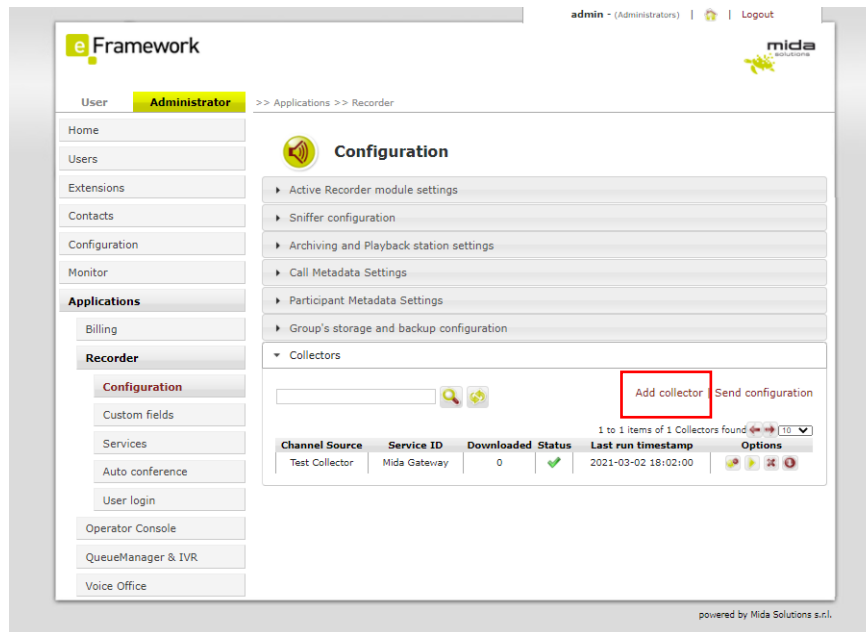 admin - (Administrators) | | Logout
e Framework
mida
solutions
User Administrator >> Applications >> Recorder
Home
Users
Extensions
Contacts
Configuration
Monitor
Applications
Billing
Recorder
Configuration
Custom fields
Services
Auto conference
User login
Operator Console
QueueManager & IVR
Voice Office
Configuration
Active Recorder module settings
Sniffer configuration
Archiving and Playback station settings
Call Metadata Settings
Participant Metadata Settings
Group's storage and backup configuration
Collectors
Add collector | Send configuration
1 to 1 items of 1 Collectors found 10
Channel Source Service ID Downloaded Status Last run timestamp Options
Test Collector Mida Gateway 0 2021-03-02 18:02:00
powered by Mida Solutions s.r.l.